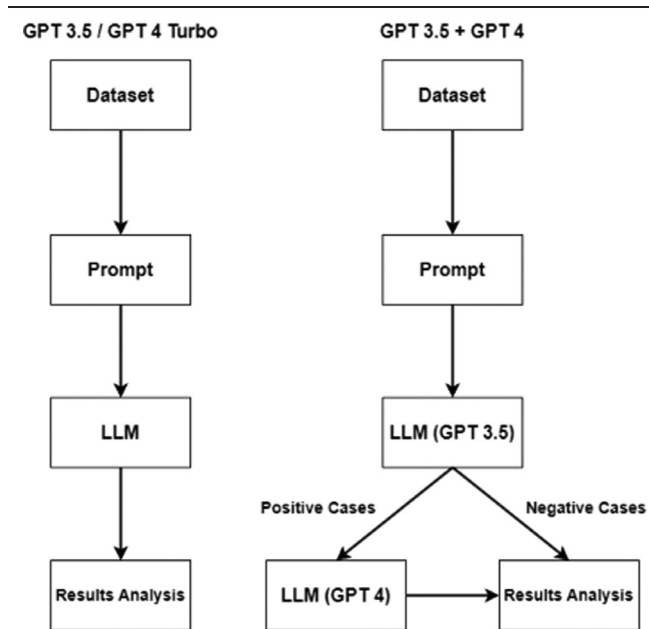 GPT 3.5 / GPT 4 Turbo
Dataset
Prompt
LLM
Results Analysis
GPT 3.5 + GPT 4
Dataset
Prompt
LLM (GPT 3.5)
Positive Cases
Negative Cases
LLM (GPT 4)
Results Analysis